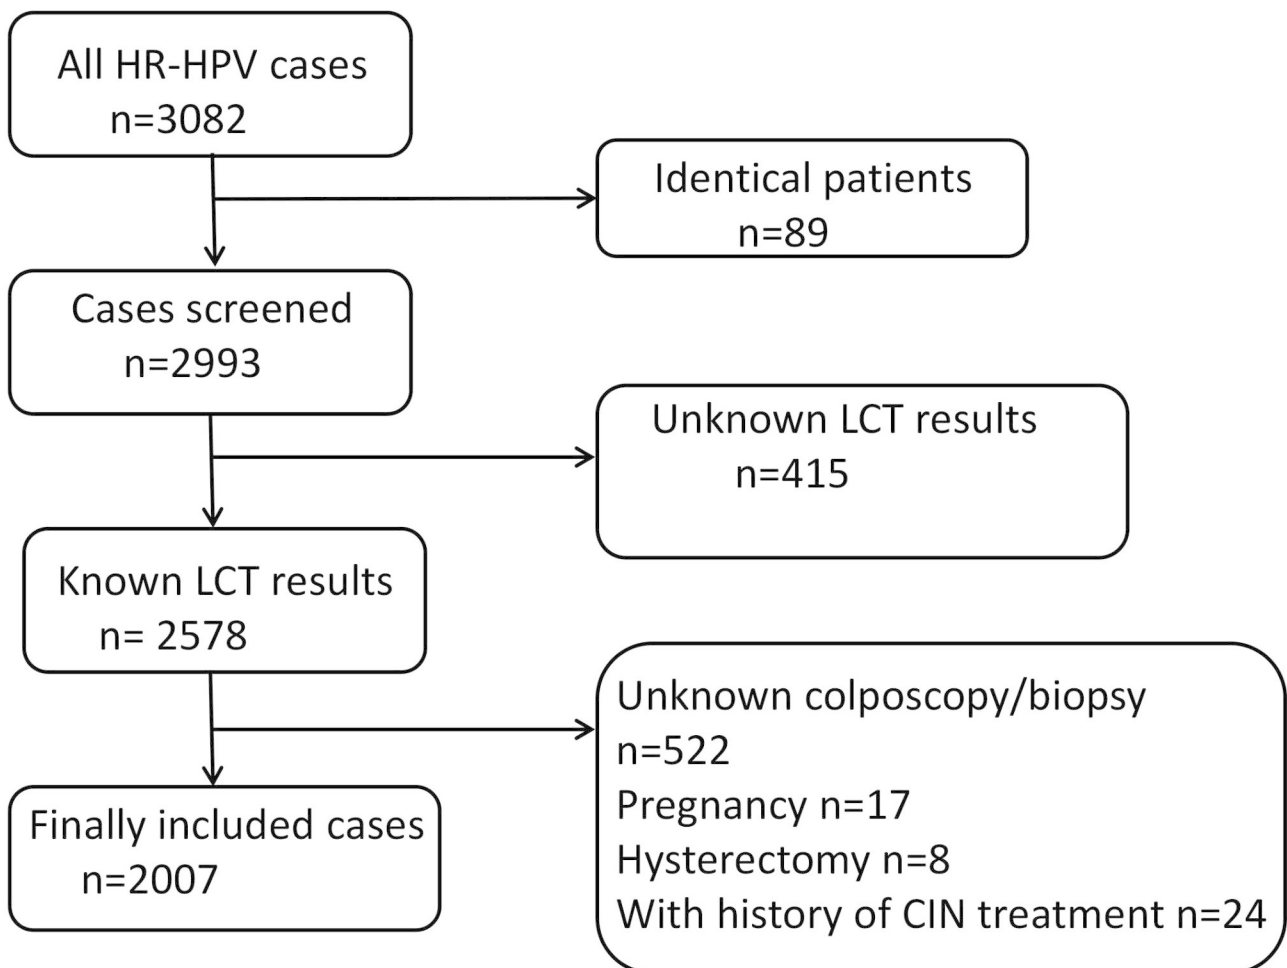 All HR-HPV cases
n=3082
Identical patients
n=89
Cases screened
n=2993
Unknown LCT results
n=415
Known LCT results
n= 2578
Unknown colposcopy/biopsy
n=522
Pregnancy n=17
Hysterectomy n=8
With history of CIN treatment n=24
Finally included cases
n=2007